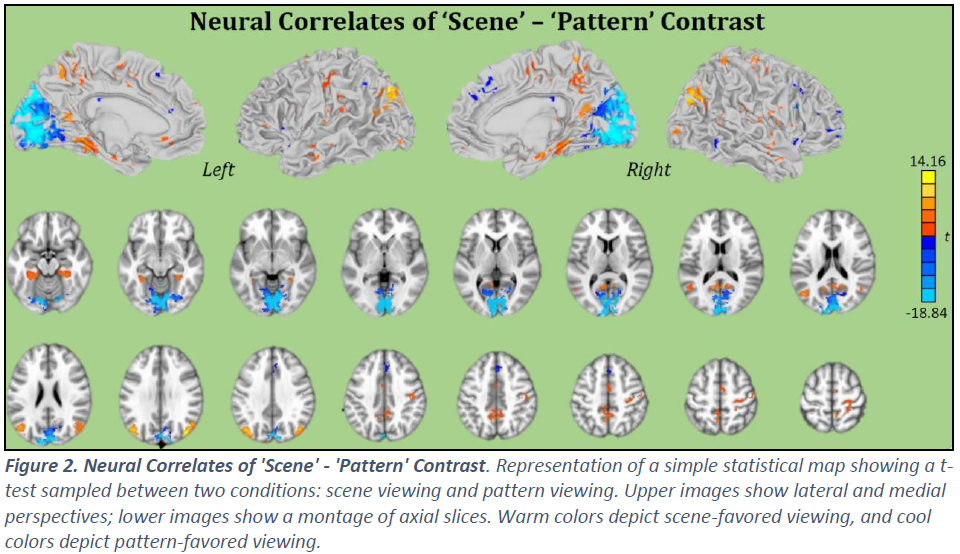 Neural Correlates of ‘Scene’ – ‘Pattern’ Contrast
Left
Right
14.16
t
-18.84
Figure 2. Neural Correlates of 'Scene' - 'Pattern' Contrast. Representation of a simple statistical map showing a t-
test sampled between two conditions: scene viewing and pattern viewing. Upper images show lateral and medial
perspectives; lower images show a montage of axial slices. Warm colors depict scene-favored viewing, and cool
colors depict pattern-favored viewing.